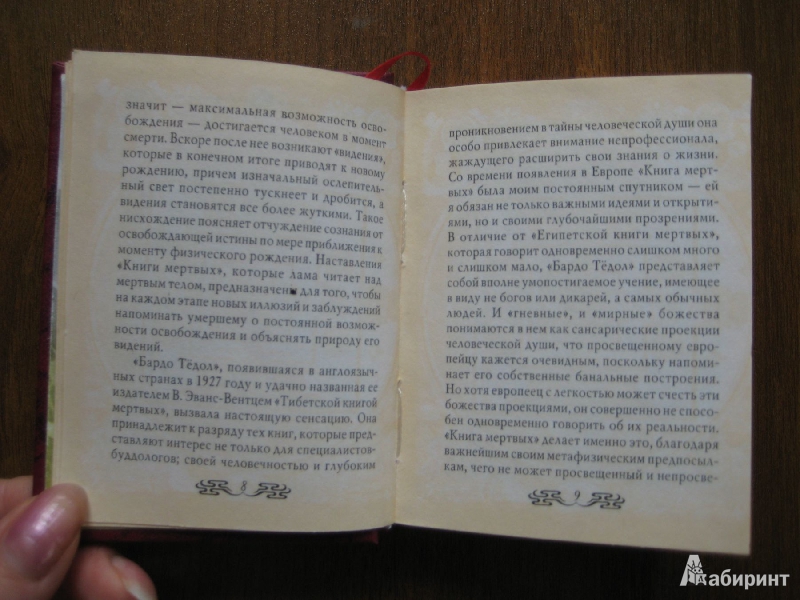 значит — максимальная возможность осво-
бождения — достигается человеком в момент
смерти. Вскоре после нее возникают «видения»,
которые в конечном итоге приводят к новому
рождению, причем изначальный ослепитель-
ный свет постепенно тускнеет и дробится, а
видения становятся все более жуткими. Такое
нисхождение поясняет отчуждение сознания от
освобождающей истины по мере приближения к
моменту физического рождения. Наставления
«Книги мертвых», которые лама читает над
мертвым телом, предназначены для того, чтобы
на каждом этапе новых иллюзий и заблуждений
напоминать умершему о постоянной возмож-
ности освобождения и объяснять природу его
видений.
«Бардо Тёдол», появившаяся в англоязыч-
ных странах в 1927 году и удачно названная ее
издателем В. Эванс-Вентцем «Тибетской книгой
мертвых», вызвала настоящую сенсацию. Она
принадлежит к разряду тех книг, которые пред-
ставляют интерес не только для специалистов-
буддологов; своей человечностью и глубоким
8
проникновением в тайны человеческой души она
особо привлекает внимание непрофессионала,
жаждущего расширить свои знания о жизни.
Со времени появления в Европе «Книга мерт-
вых» была моим постоянным спутником — ей
я обязан не только важными идеями и открыти-
ями, но и своими глубочайшими прозрениями.
В отличие от «Египетской книги мертвых»,
которая говорит одновременно слишком много
и слишком мало, «Бардо Тёдол» представляет
собой вполне умопостигаемое учение, имеющее
в виду не богов или дикарей, а самых обычных
людей. И «гневные», и «мирные» божества
понимаются в нем как сансарические проекции
человеческой души, что просвещенному евро-
пейцу кажется очевидным, поскольку напомина-
ет его собственные банальные построения.
Но хотя европеец с легкостью может счесть эти
божества проекциями, он совершенно не спосо-
бен одновременно говорить об их реальности.
«Книга мертвых» делает именно это, благодаря
важнейшим своим метафизическим предпосыл-
кам, чего не может просвещенный и непросве-
9
Лабиринт